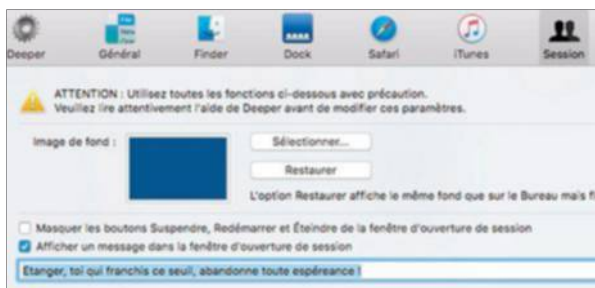 Deeper Général Finder Dock Safari iTunes Session
ATTENTION : Utilisez toutes les fonctions ci-dessous avec précaution.
Veuillez lire attentivement l'aide de Deeper avant de modifier ces paramètres.
Image de fond :
Sélectionner...
Restaurer
L'option Restaurer affiche le même fond que sur le Bureau mais fl
Masquer les boutons Suspendre, Redémarrer et Éteindre de la fenêtre d'ouverture de session
Afficher un message dans la fenêtre d'ouverture de session
Etanger, toi qui franchis ce seuil, abandonne toute espéreance !